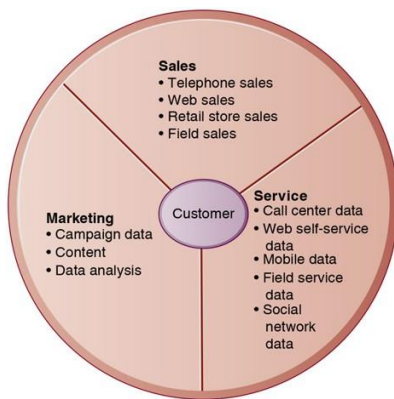 Sales
• Telephone sales
• Web sales
• Retail store sales
• Field sales
Customer
Marketing
• Campaign data
• Content
• Data analysis
Service
• Call center data
• Web self-service
data
• Mobile data
• Field service
data
• Social
network
data